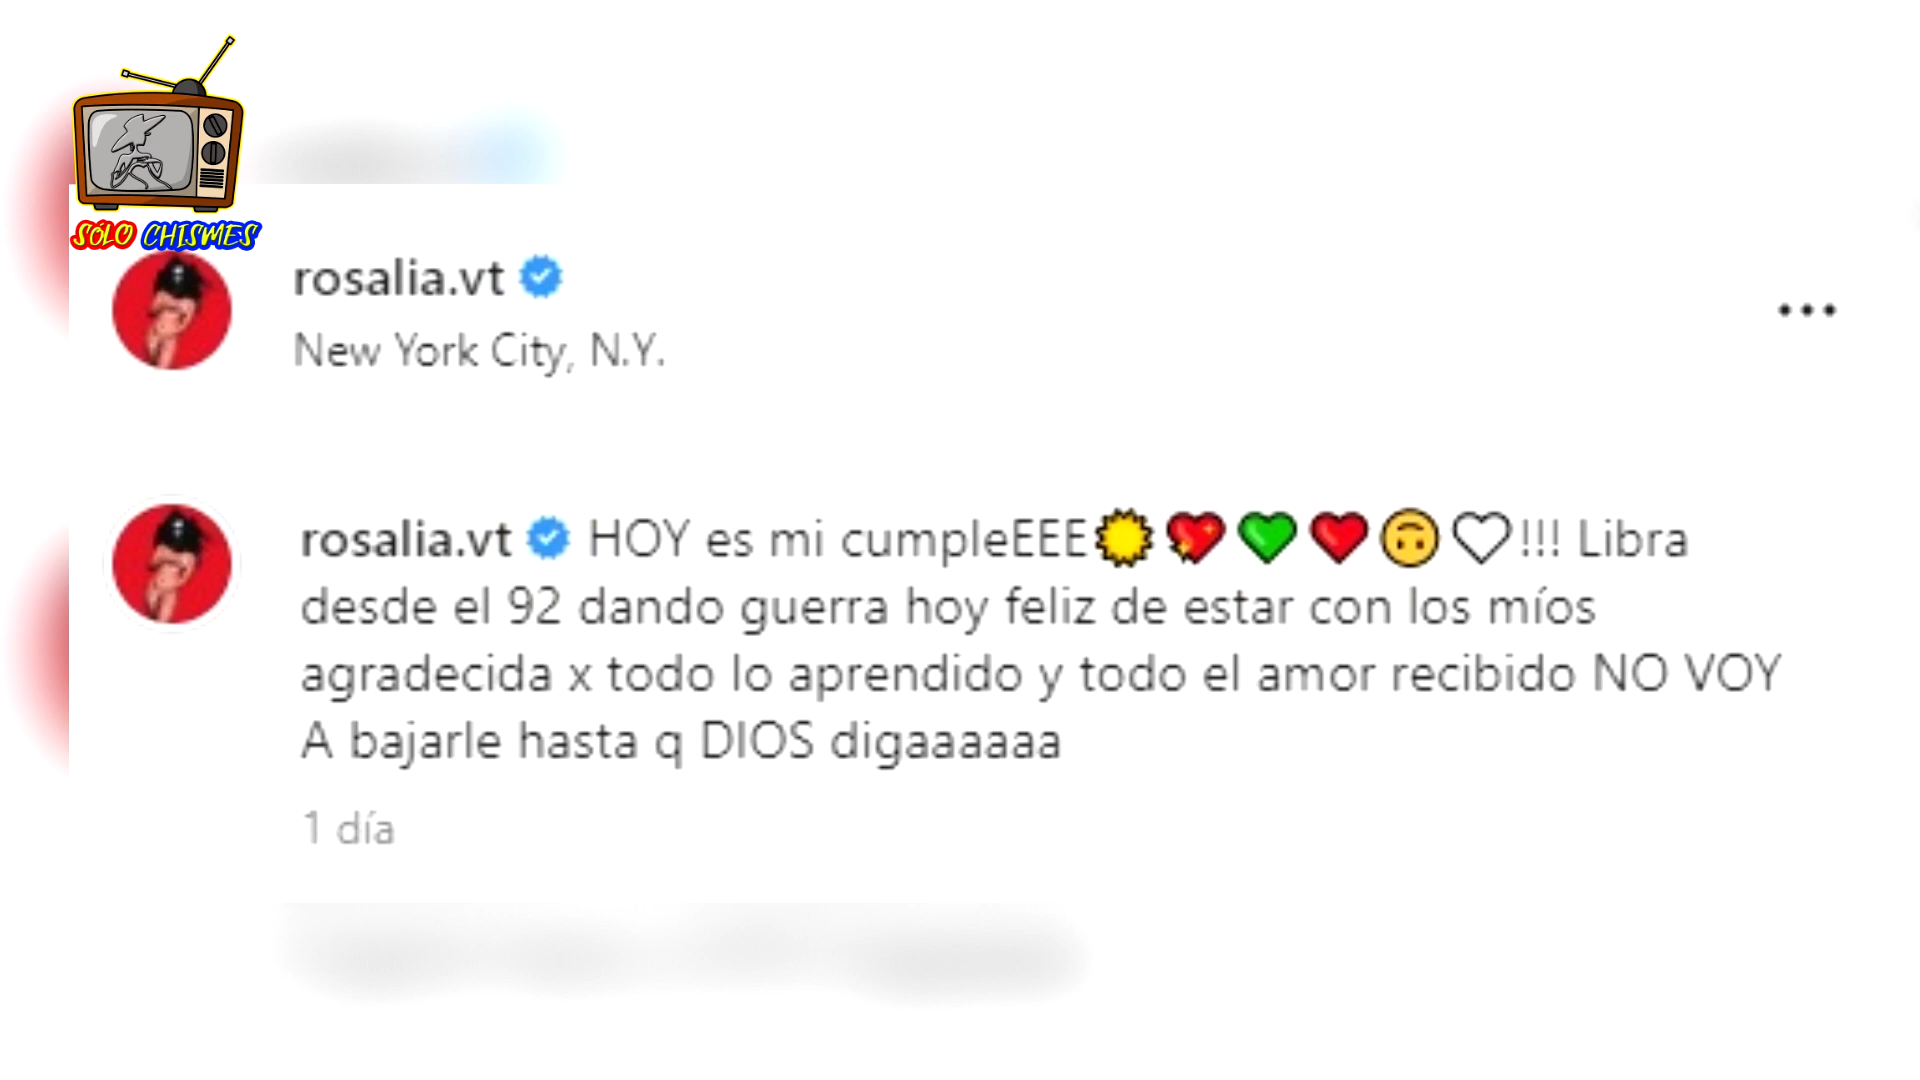 SÓLO CHISMES
rosalia.vt
New York City, N.Y.
rosalia.vt HOY es mi cumpleEEE🌟💖💚❤️🙃🤍!!! Libra
desde el 92 dando guerra hoy feliz de estar con los míos
agradecida x todo lo aprendido y todo el amor recibido NO VOY
A bajarle hasta q DIOS digaaaaaa
1 día